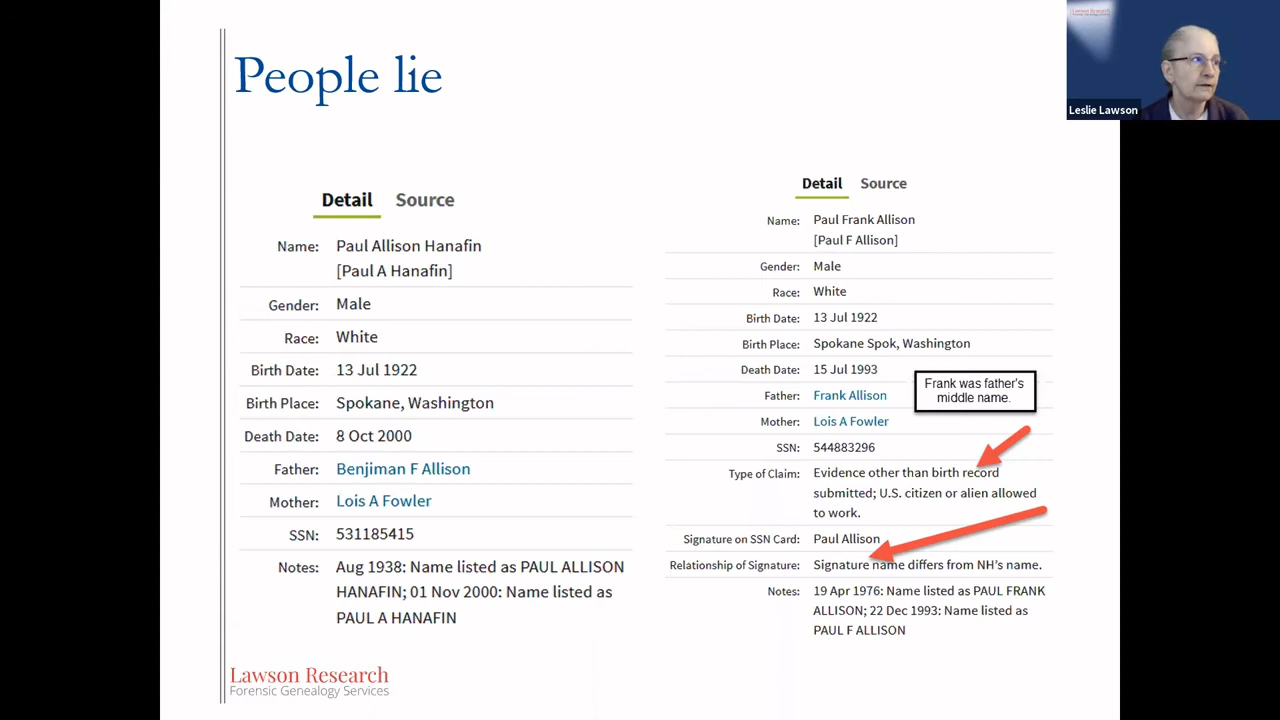 People lie
Detail Source
Name: Paul Allison Hanafin
[Paul A Hanafin]
Gender: Male
Race: White
Birth Date: 13 Jul 1922
Birth Place: Spokane, Washington
Death Date: 8 Oct 2000
Father: Benjiman F Allison
Mother: Lois A Fowler
SSN: 531185415
Notes: Aug 1938: Name listed as PAUL ALLISON
HANAFIN; 01 Nov 2000: Name listed as
PAUL A HANAFIN
Detail Source
Name: Paul Frank Allison
[Paul F Allison]
Gender: Male
Race: White
Birth Date: 13 Jul 1922
Birth Place: Spokane Spok, Washington
Death Date: 15 Jul 1993
Father: Frank Allison
Mother: Lois A Fowler
SSN: 544883296
Type of Claim: Evidence other than birth record
submitted; U.S. citizen or alien allowed
to work.
Signature on SSN Card: Paul Allison
Relationship of Signature: Signature name differs from NH's name.
Notes: 19 Apr 1976: Name listed as PAUL FRANK
ALLISON; 22 Dec 1993: Name listed as
PAUL F ALLISON
Frank was father's
middle name.
Lawson Research
Forensic Genealogy Services
Lawson Research
Leslie Lawson